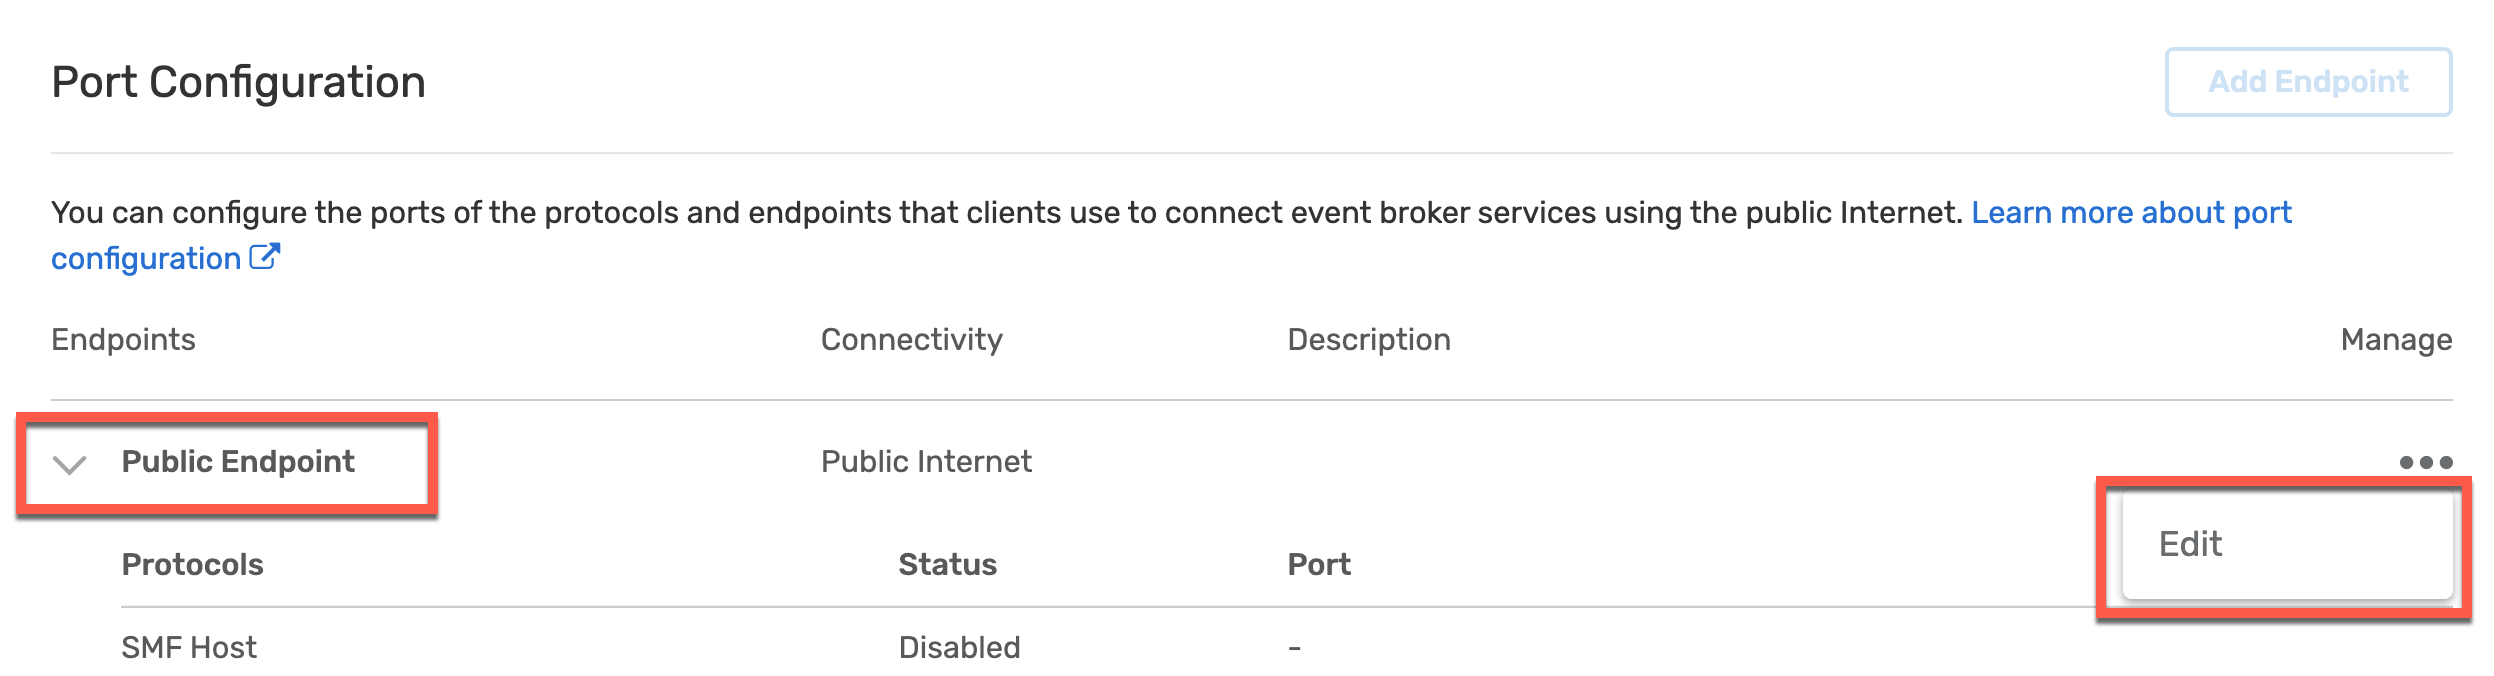 Port Configuration
Add Endpoint
You can configure the ports of the protocols and endpoints that clients use to connect event broker services using the public Internet. Learn more about port
configuration
Endpoints Connectivity Description Manage
Public Endpoint Public Internet
Edit
Protocols Status Port
SMF Host Disabled –